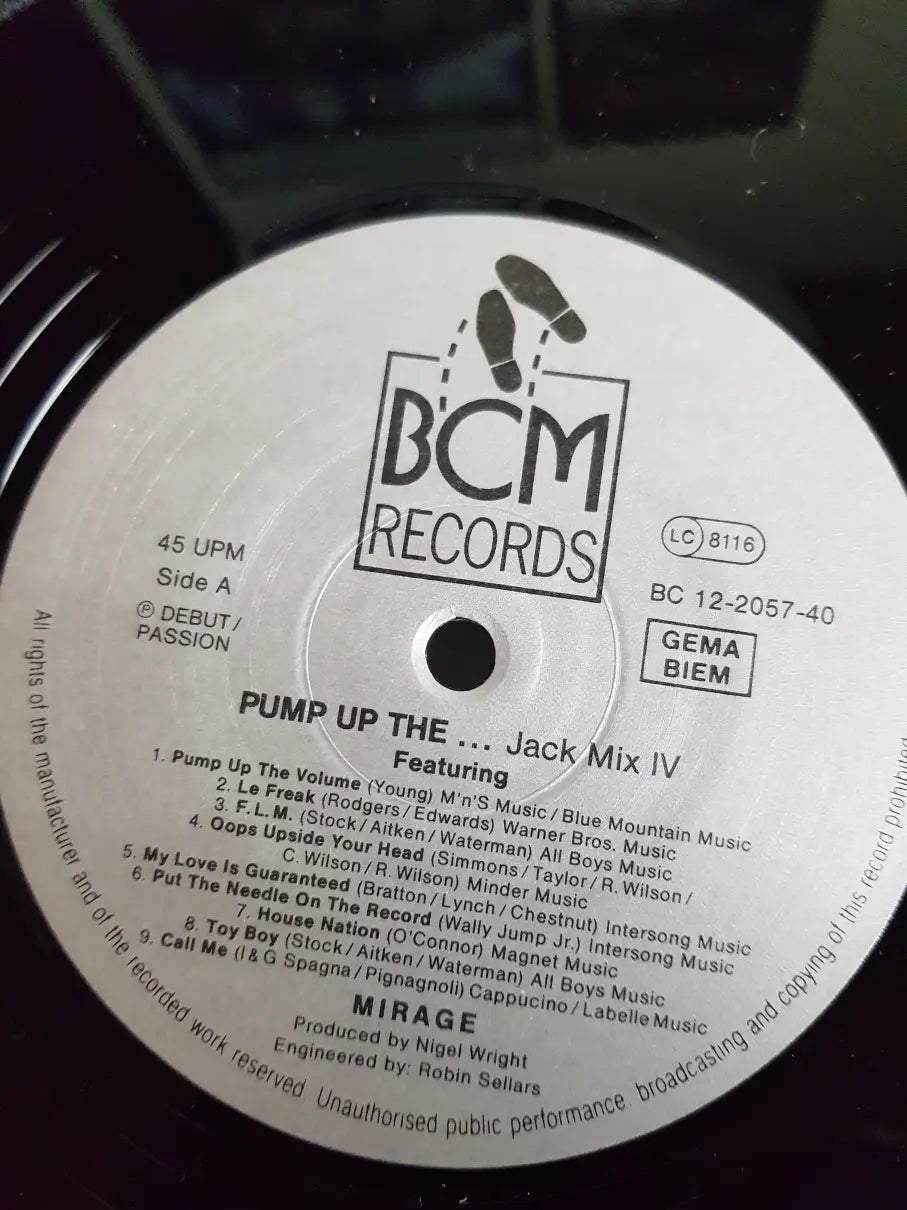 BCM
RECORDS
45 UPM
Side A
℗ DEBUT/
PASSION
LC 8116
BC 12-2057-40
GEMA
BIEM
PUMP UP THE ... Jack Mix IV
Featuring
1. Pump Up The Volume (Young) M'n'S Music / Blue Mountain Music
2. Le Freak (Rodgers / Edwards) Warner Bros. Music
3. F.L.M. (Stock / Aitken / Waterman) All Boys Music
4. Oops Upside Your Head (Simmons / Taylor / R. Wilson /
C. Wilson / R. Wilson) Minder Music
5. My Love Is Guaranteed (Bratton / Lynch / Chestnut) Intersong Music
6. Put The Needle On The Record (Wally Jump Jr.) Intersong Music
7. House Nation (O'Connor) Magnet Music
8. Toy Boy (Stock / Aitken / Waterman) All Boys Music
9. Call Me (I & G Spagna / Pignagnoli) Cappucino / Labelle Music
MIRAGE
Produced by Nigel Wright
Engineered by: Robin Sellars
All rights of the manufacturer and of the recorded work reserved. Unauthorised public performance. broadcasting and copying of this record prohibited